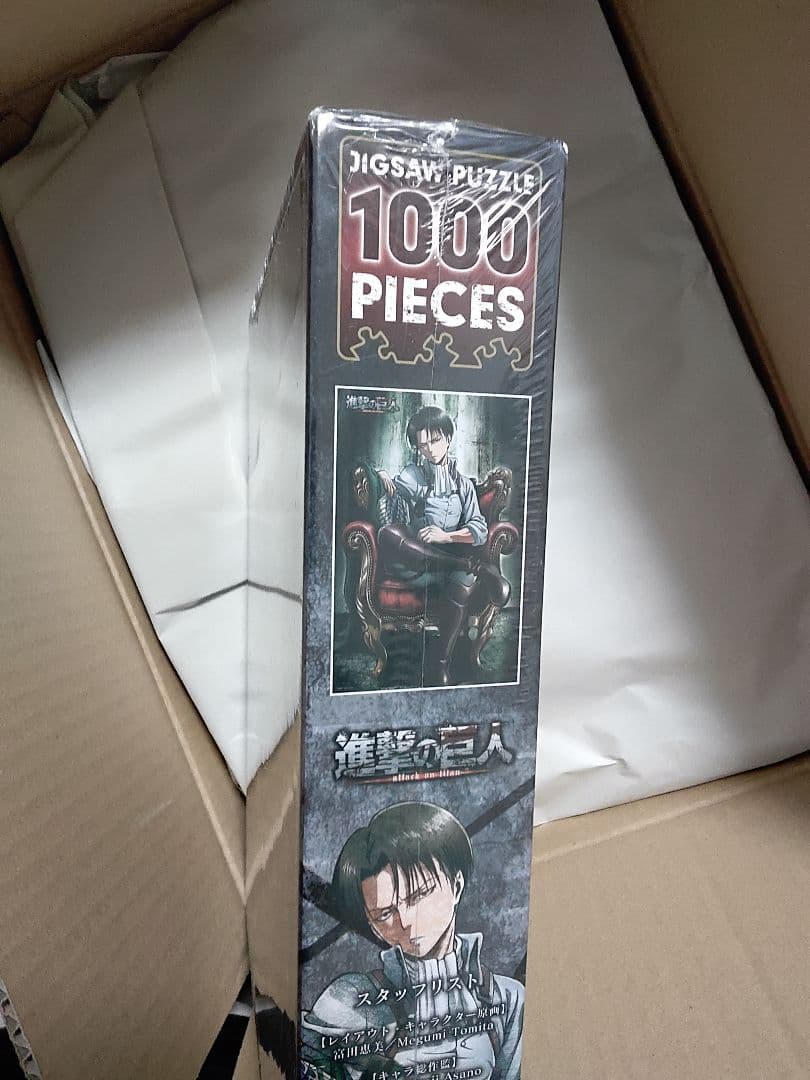 JIGSAW PUZZLE
1000
PIECES
進撃の巨人
進撃の巨人
attack on titan
スタッフリスト
【レイアウト・キャラクター原画】
富田恵美／Megumi Tomita
【キャラ総作監】
Asano